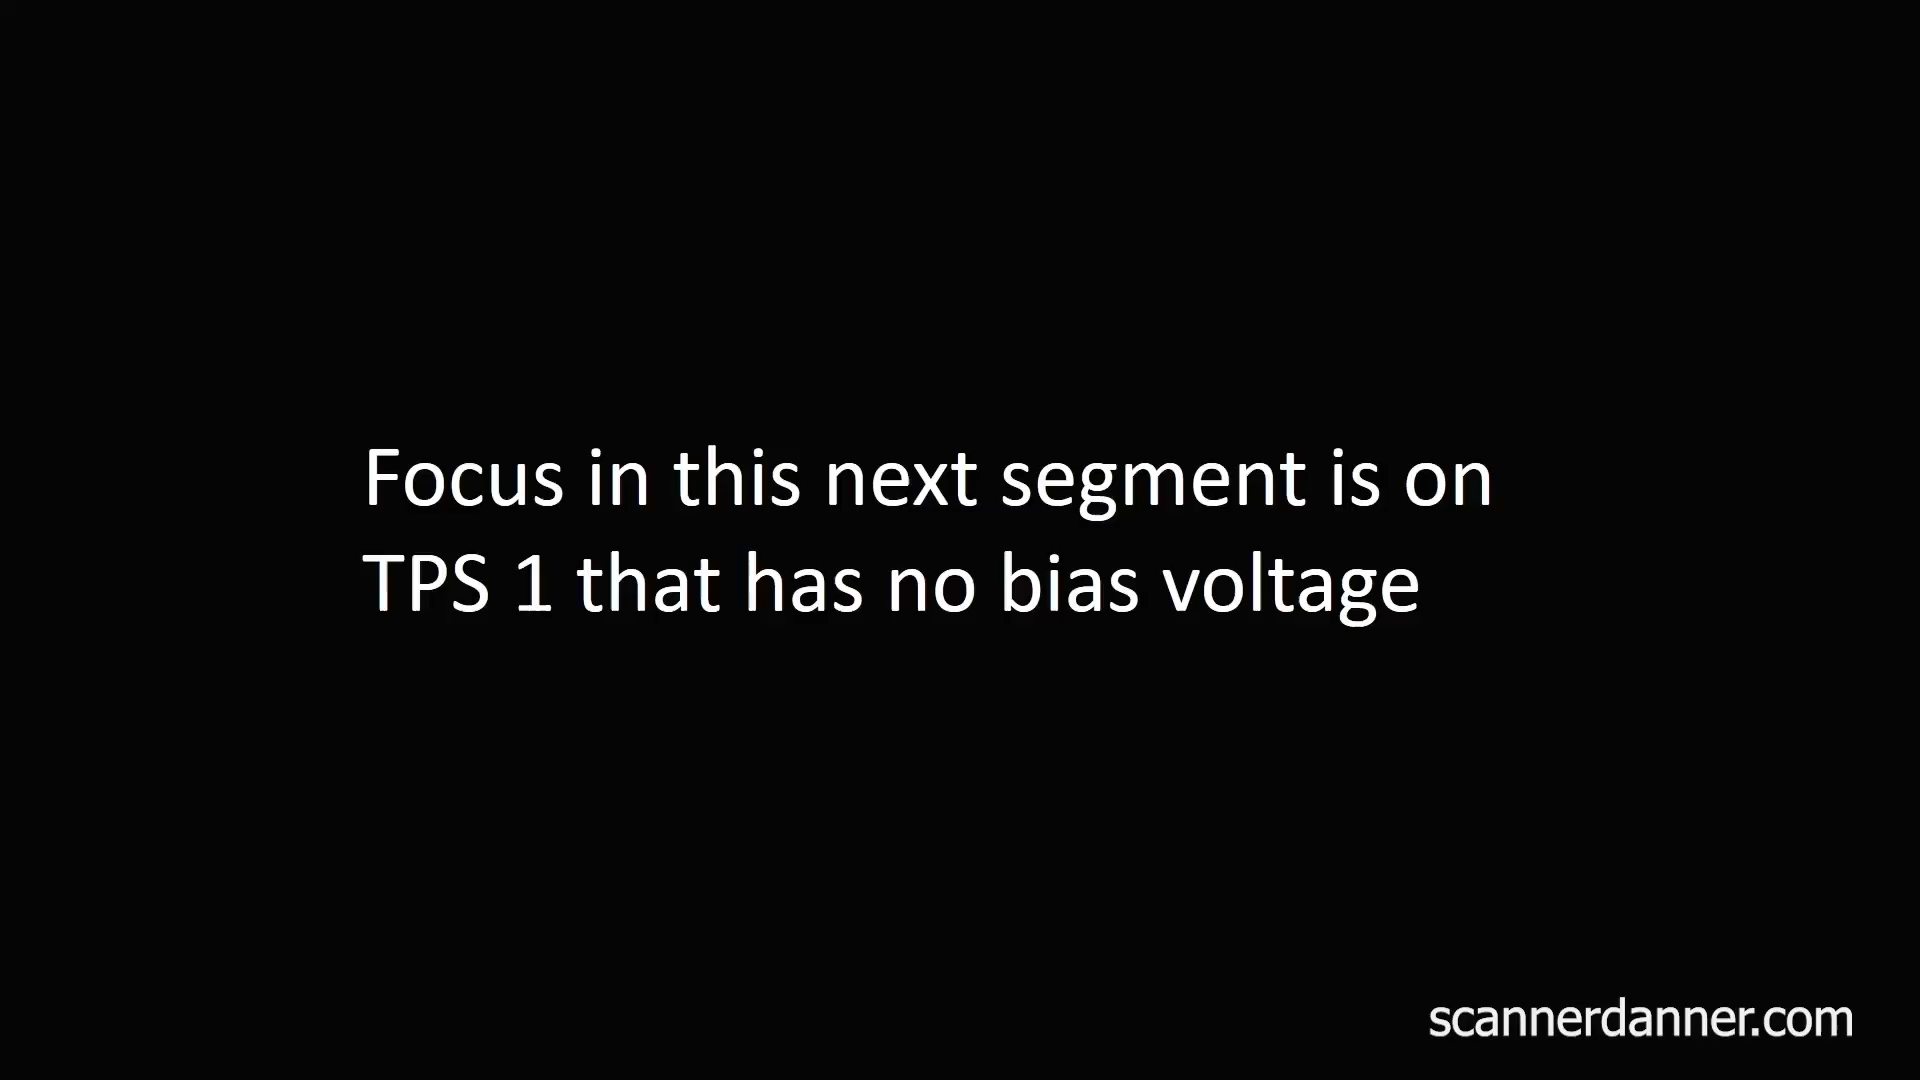 Focus in this next segment is on
TPS 1 that has no bias voltage
scannerdanner.com